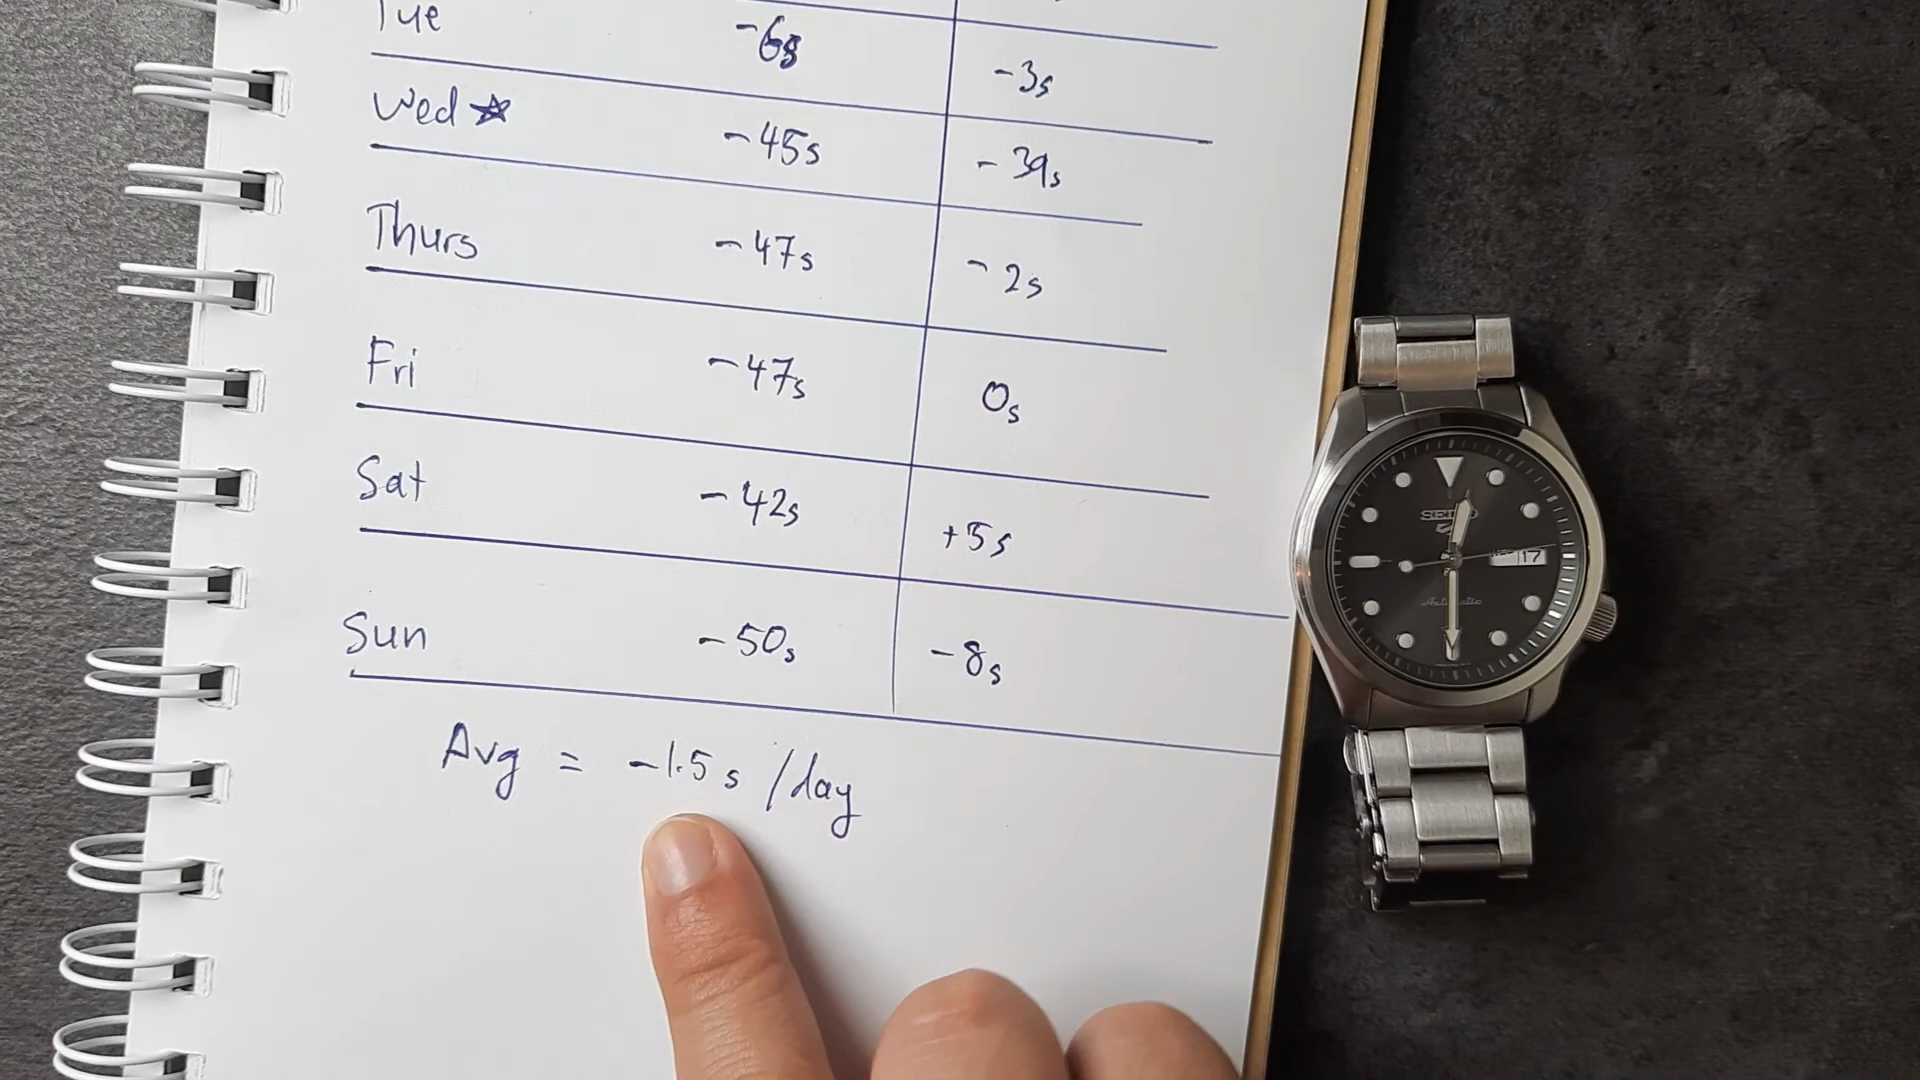 Tue -6s -3s
Wed -45s -39s
Thurs -47s -2s
Fri -47s 0s
Sat -42s +5s
Sun -50s -8s
Avg = -1.5s /day
SEIKO
5
17
Automatic